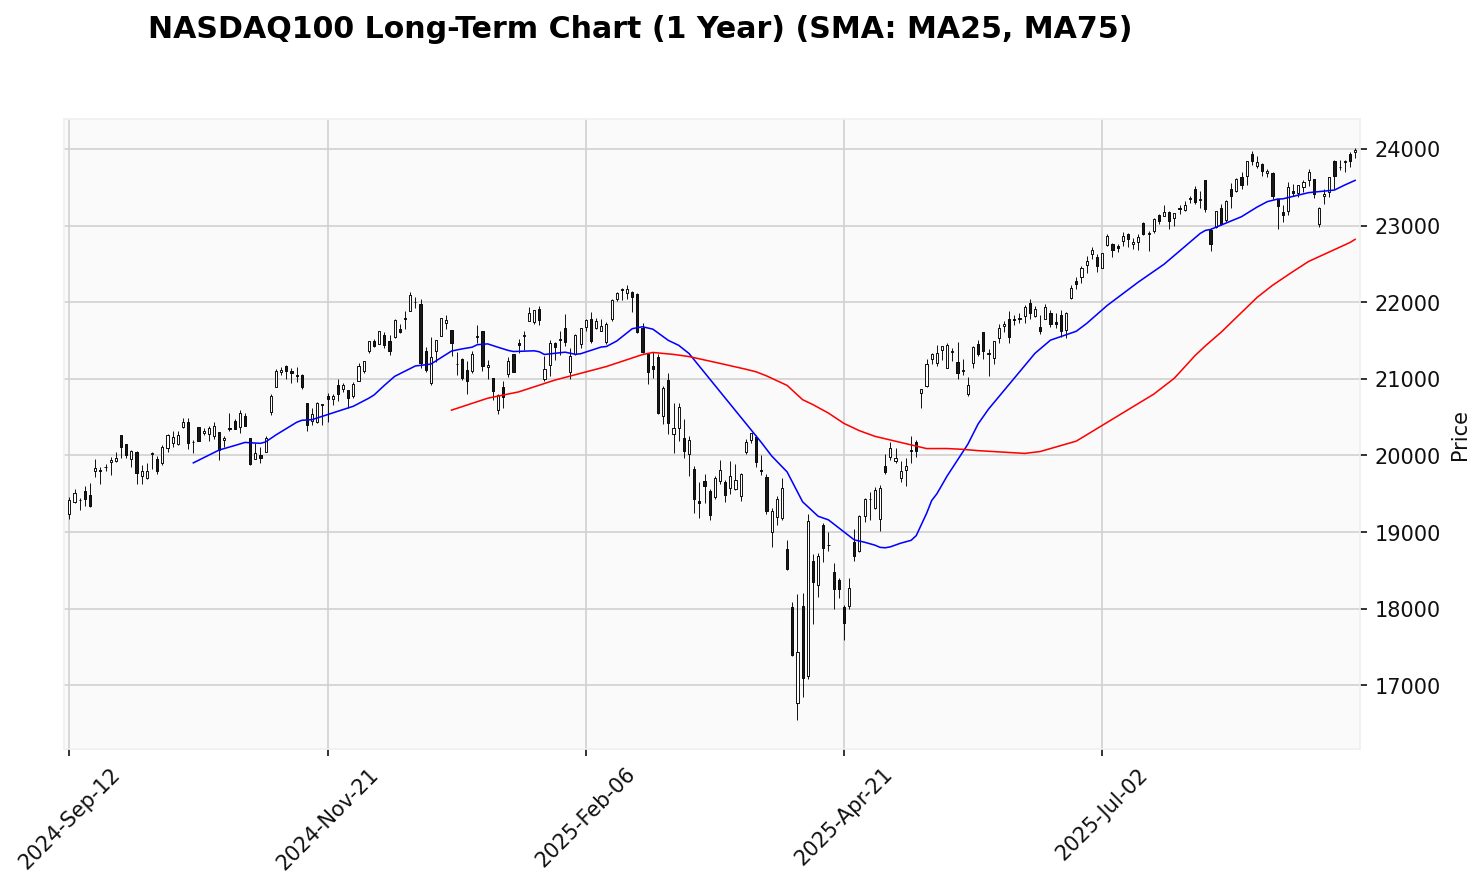 NASDAQ100 Long-Term Chart (1 Year) (SMA: MA25, MA75)
24000
23000
22000
21000
20000
19000
18000
17000
Price
2024-Sep-12
2024-Nov-21
2025-Feb-06
2025-Apr-21
2025-Jul-02